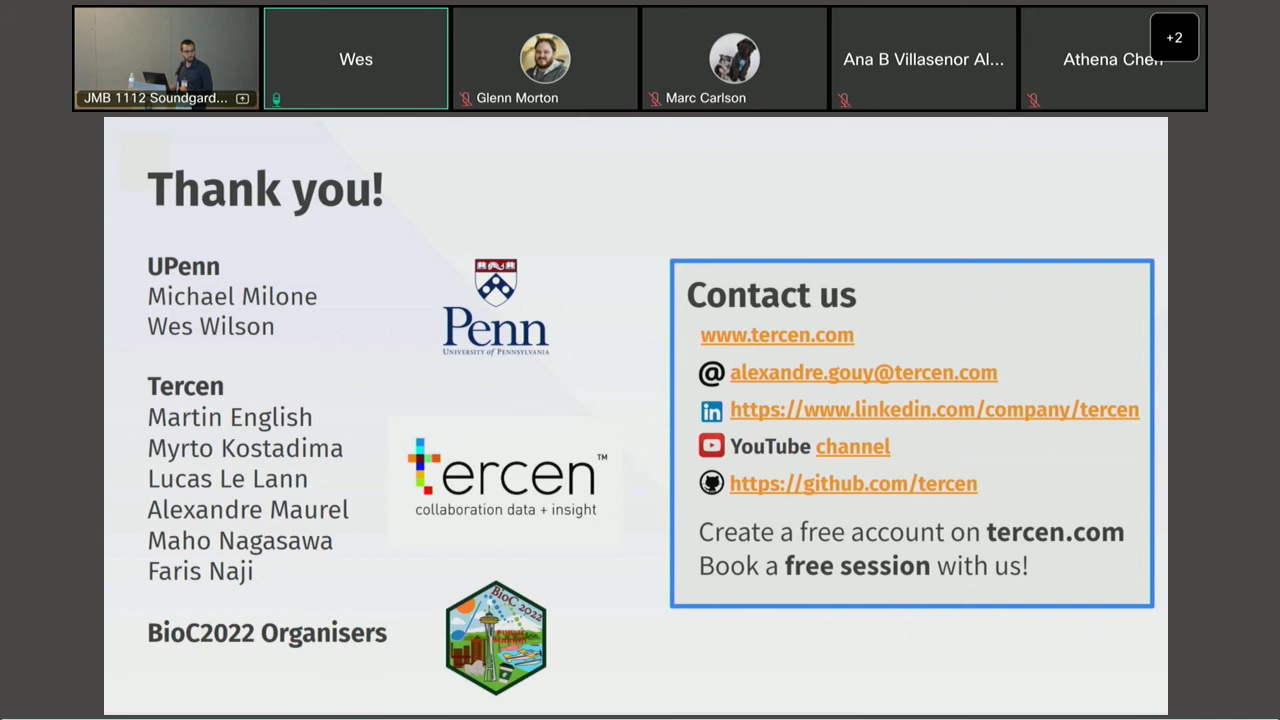 JMB 1112 Soundgard...
Wes
Glenn Morton
Marc Carlson
Ana B Villasenor Al...
Athena Chen
+2
Thank you!
UPenn
Michael Milone
Wes Wilson
Tercen
Martin English
Myrto Kostadima
Lucas Le Lann
Alexandre Maurel
Maho Nagasawa
Faris Naji
BioC2022 Organisers
Penn
UNIVERSITY of PENNSYLVANIA
tercen™
collaboration data + insight
BioC 2022
PUBLIC
MARKET
Contact us
www.tercen.com
@ alexandre.gouy@tercen.com
in https://www.linkedin.com/company/tercen
YouTube channel
https://github.com/tercen
Create a free account on tercen.com
Book a free session with us!